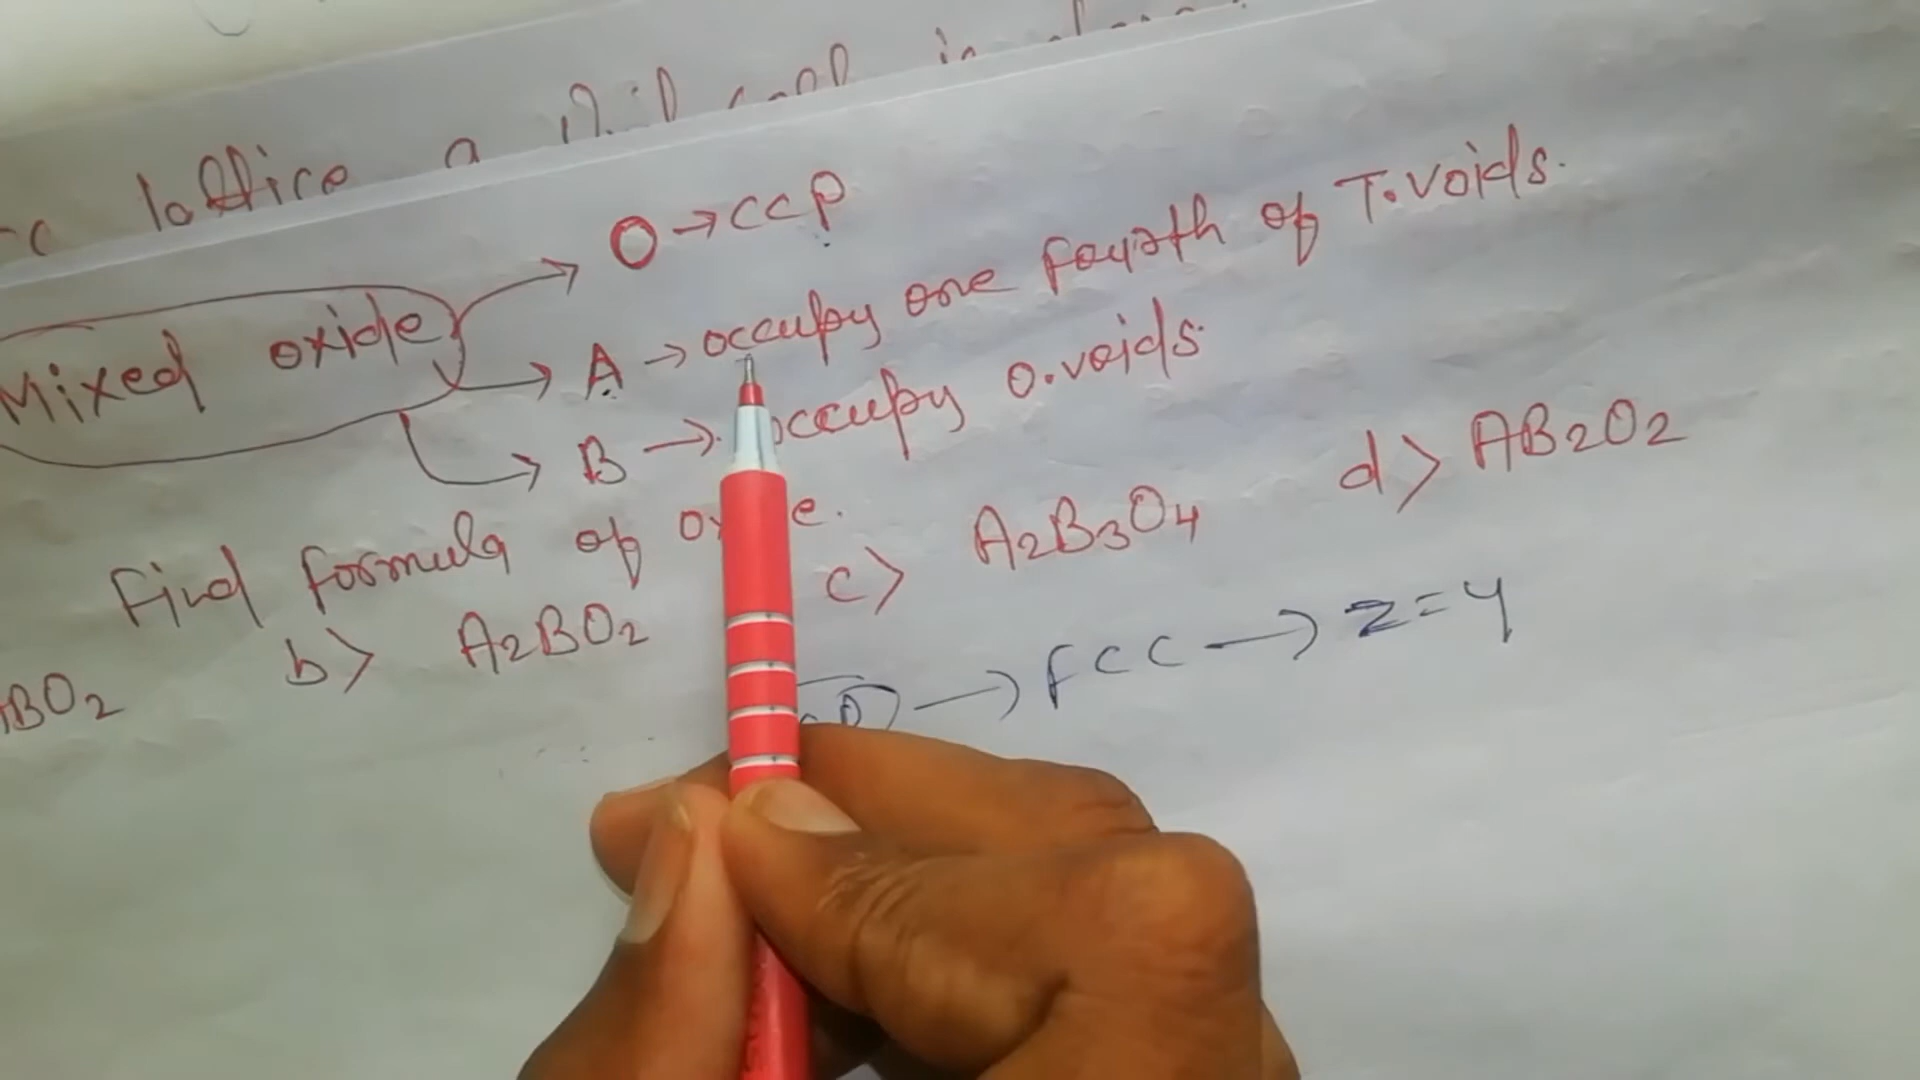 lattice a
O → CCP
Mixed oxide
A → occupy one fourth of T.voids.
B → occupy O.voids.
Find formula of
b> A2BO2 c> A2B3O4 d> AB2O2
BO2
→ FCC → Z=4